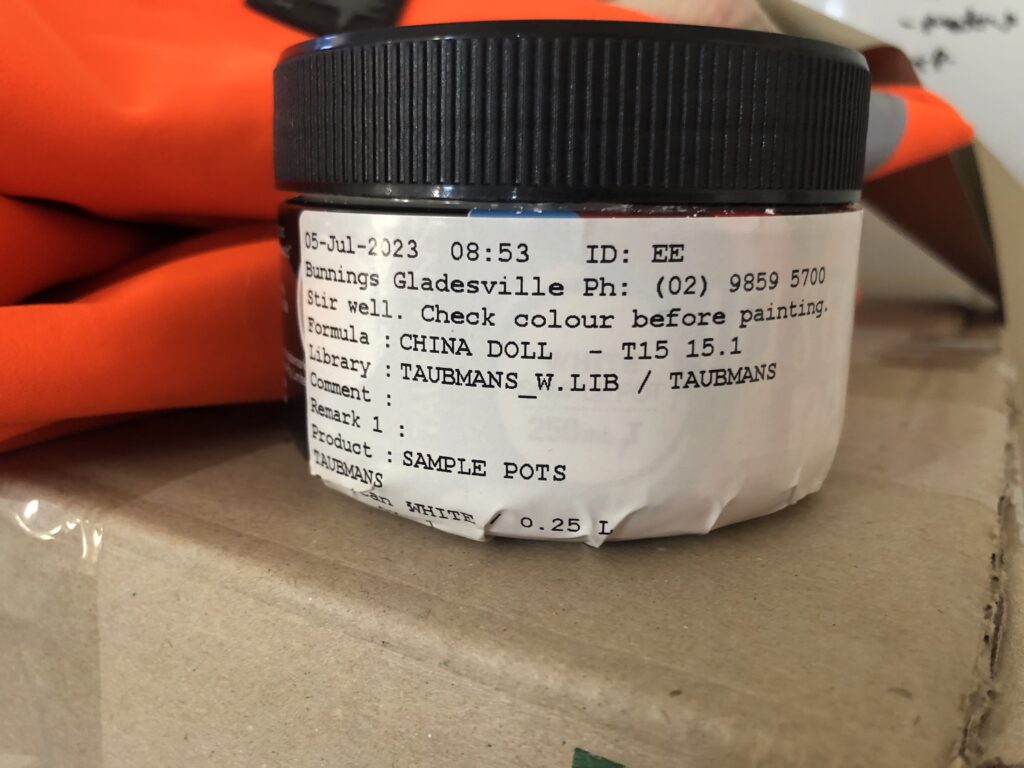 05-Jul-2023 08:53 ID: EE
Bunnings Gladesville Ph: (02) 9859 5700
Stir well. Check colour before painting.
Formula : CHINA DOLL - T15 15.1
Library : TAUBMANS_W.LIB / TAUBMANS
Comment :
Remark 1 :
Product : SAMPLE POTS
TAUBMANS
WHITE / 0.25 L